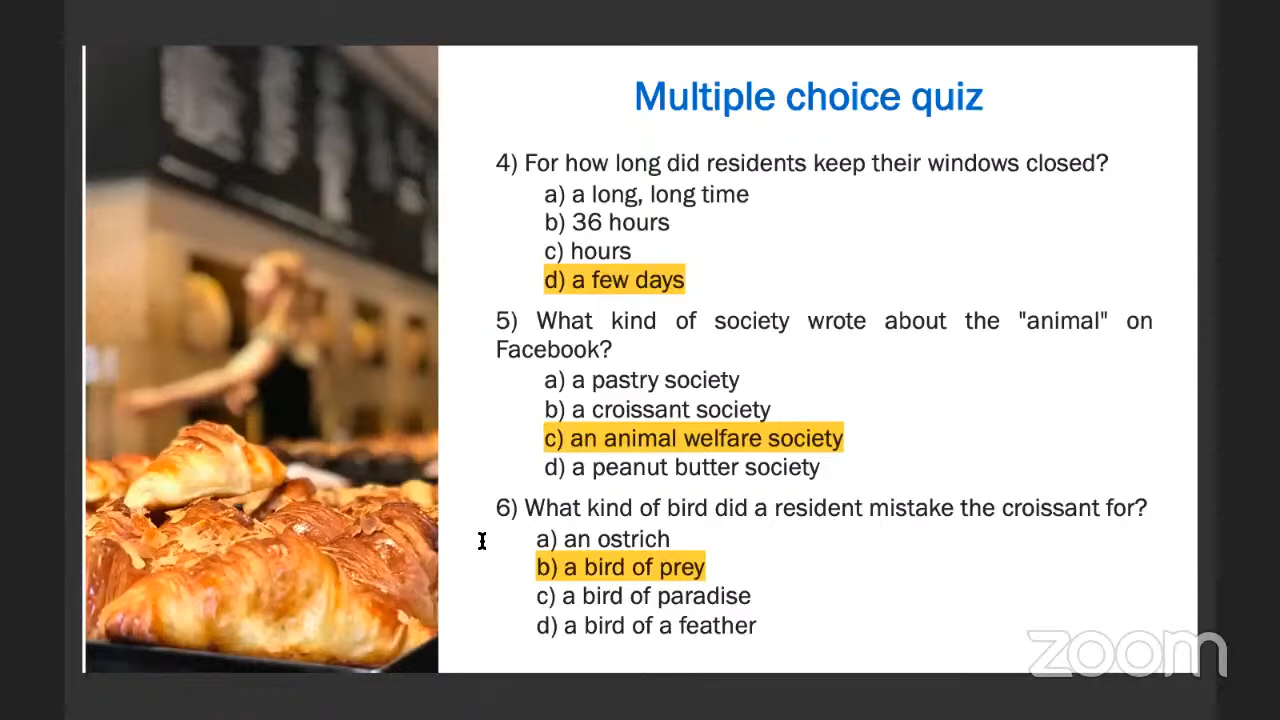 Multiple choice quiz
4) For how long did residents keep their windows closed?
a) a long, long time
b) 36 hours
c) hours
d) a few days
5) What kind of society wrote about the "animal" on
Facebook?
a) a pastry society
b) a croissant society
c) an animal welfare society
d) a peanut butter society
6) What kind of bird did a resident mistake the croissant for?
a) an ostrich
b) a bird of prey
c) a bird of paradise
d) a bird of a feather
zoom